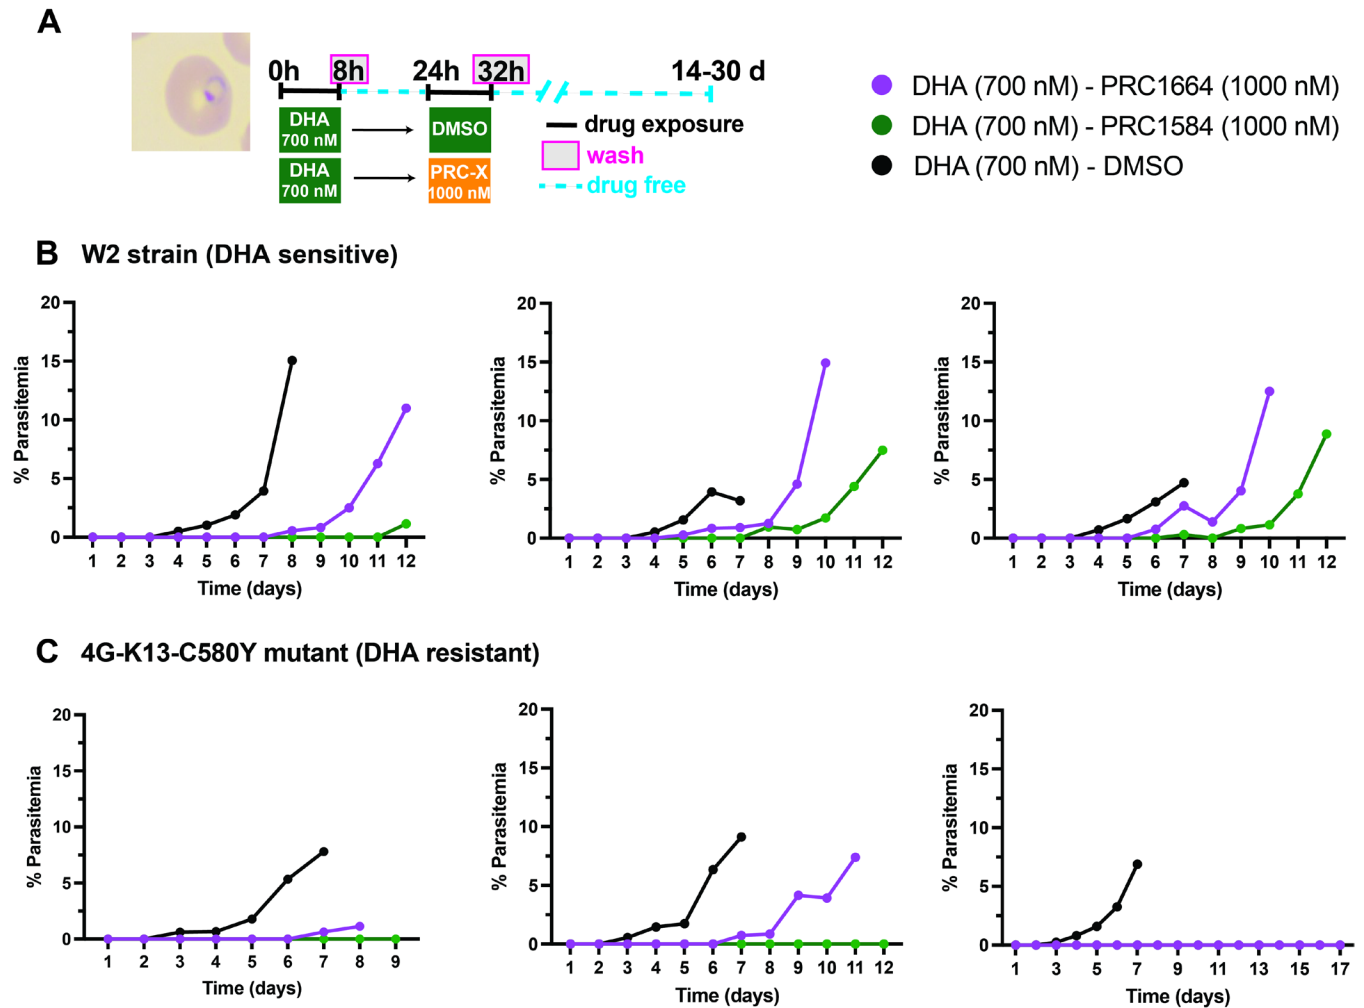 A
0h 8h 24h 32h 14-30 d
DHA
700 nM
DMSO
DHA
700 nM
PRC-X
1000 nM
drug exposure
wash
drug free
DHA (700 nM) - PRC1664 (1000 nM)
DHA (700 nM) - PRC1584 (1000 nM)
DHA (700 nM) - DMSO
B W2 strain (DHA sensitive)
% Parasitemia
20
15
10
5
0
1 2 3 4 5 6 7 8 9 10 11 12
Time (days)
% Parasitemia
20
15
10
5
0
1 2 3 4 5 6 7 8 9 10 11 12
Time (days)
% Parasitemia
20
15
10
5
0
1 2 3 4 5 6 7 8 9 10 11 12
Time (days)
C 4G-K13-C580Y mutant (DHA resistant)
% Parasitemia
20
15
10
5
0
1 2 3 4 5 6 7 8 9
Time (days)
% Parasitemia
20
15
10
5
0
1 2 3 4 5 6 7 8 9 10 11 12
Time (days)
% Parasitemia
20
15
10
5
0
1 3 5 7 9 11 13 15 17
Time (days)